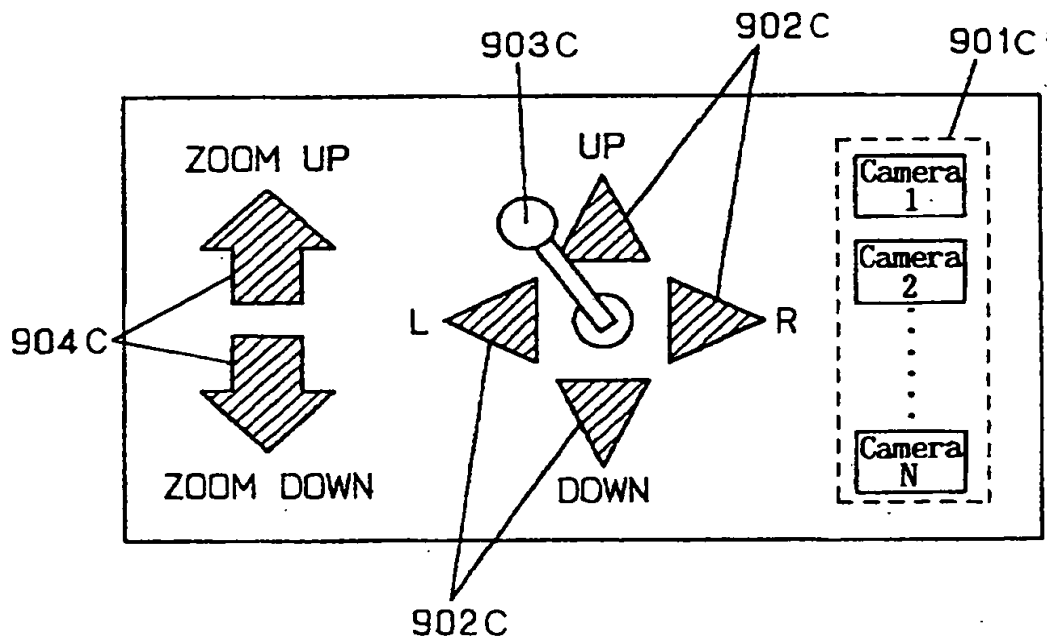 903C
902C
901C
ZOOM UP
UP
Camera
1
Camera
2
L
R
904C
Camera
N
ZOOM DOWN
DOWN
902C